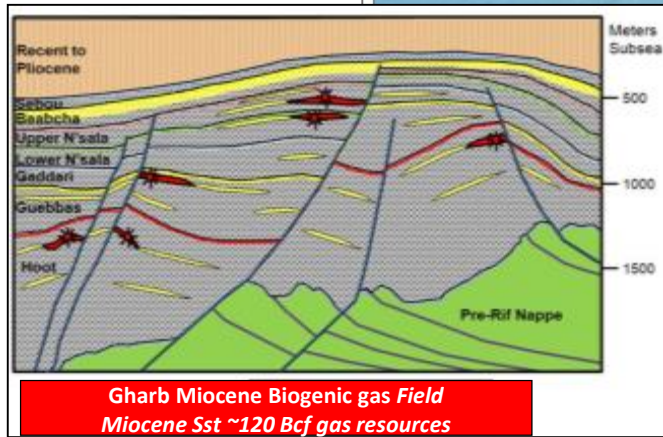 Recent to
Pliocene
Meters
Subsea
Sebou
Baabcha
Upper N'sala
Lower N'sala
Gaddari
Guebbas
Hoot
500
1000
1500
Pre-Rif Nappe
Gharb Miocene Biogenic gas Field
Miocene Sst ~120 Bcf gas resources